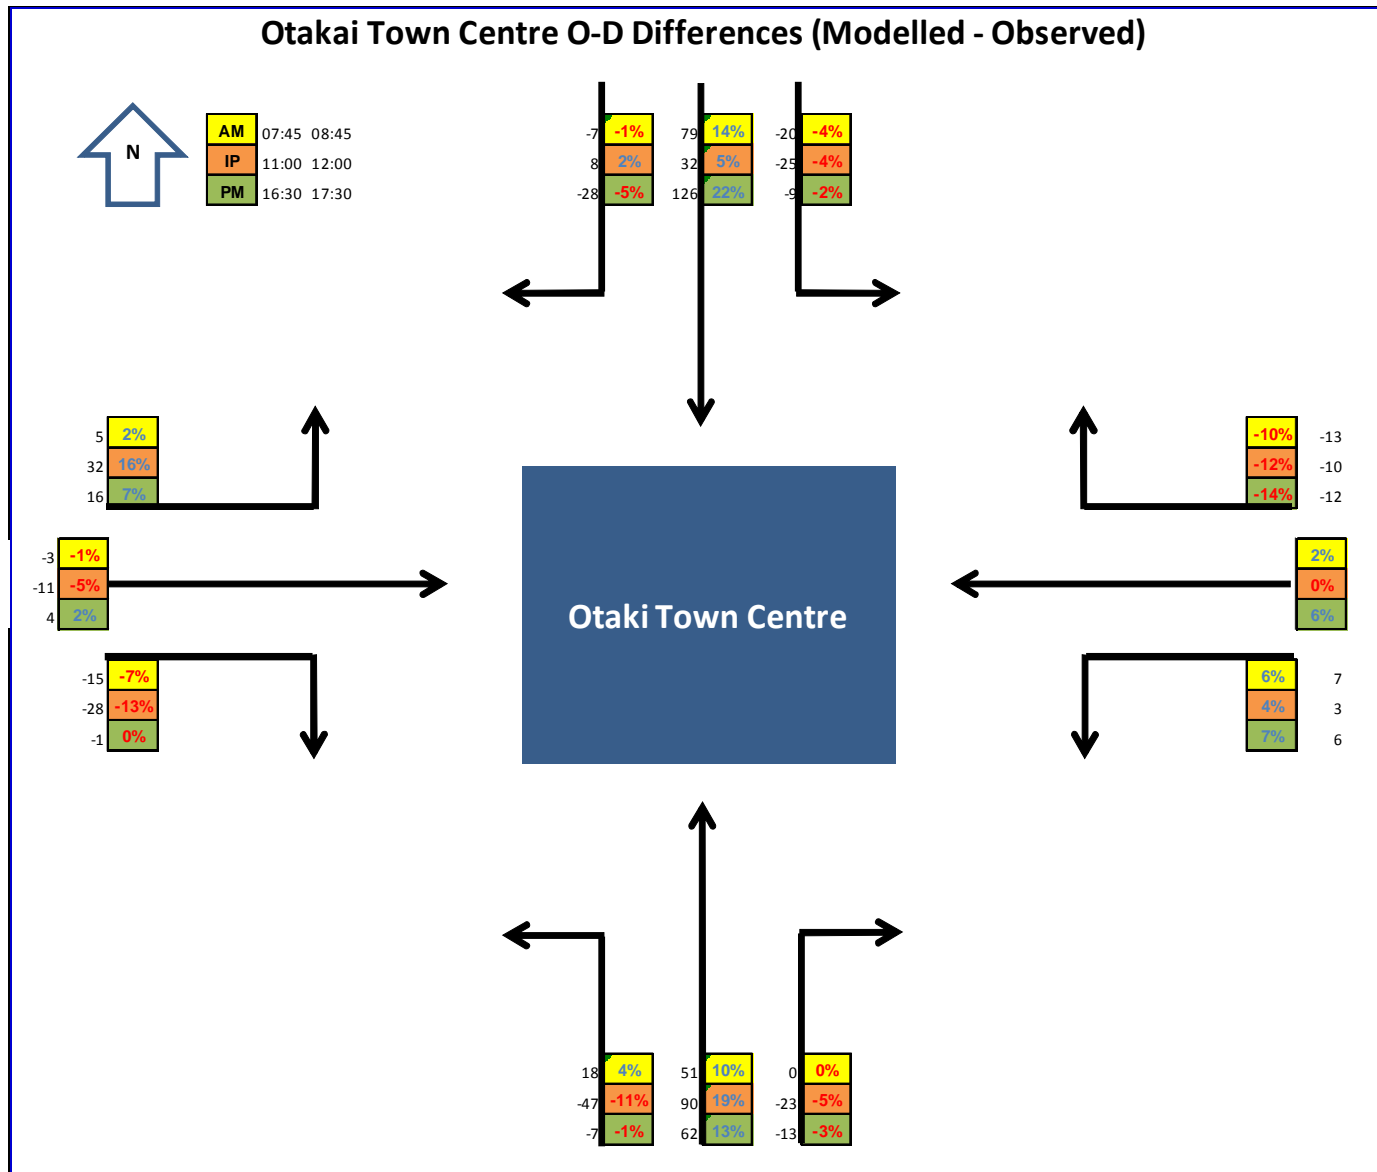 Otakai Town Centre O-D Differences (Modelled - Observed)
N
AM 07:45 08:45
IP 11:00 12:00
PM 16:30 17:30
-7 -1% 79 14% -20 -4%
8 2% 32 5% -25 -4%
-28 -5% 126 22% -9 -2%
5 2% -10% -13
32 16% -12% -10
16 7% -14% -12
-3 -1% 2%
-11 -5% 0%
4 2% 6%
Otaki Town Centre
-15 -7% 6% 7
-28 -13% 4% 3
-1 0% 7% 6
18 4% 51 10% 0 0%
-47 -11% 90 19% -23 -5%
-7 -1% 62 13% -13 -3%